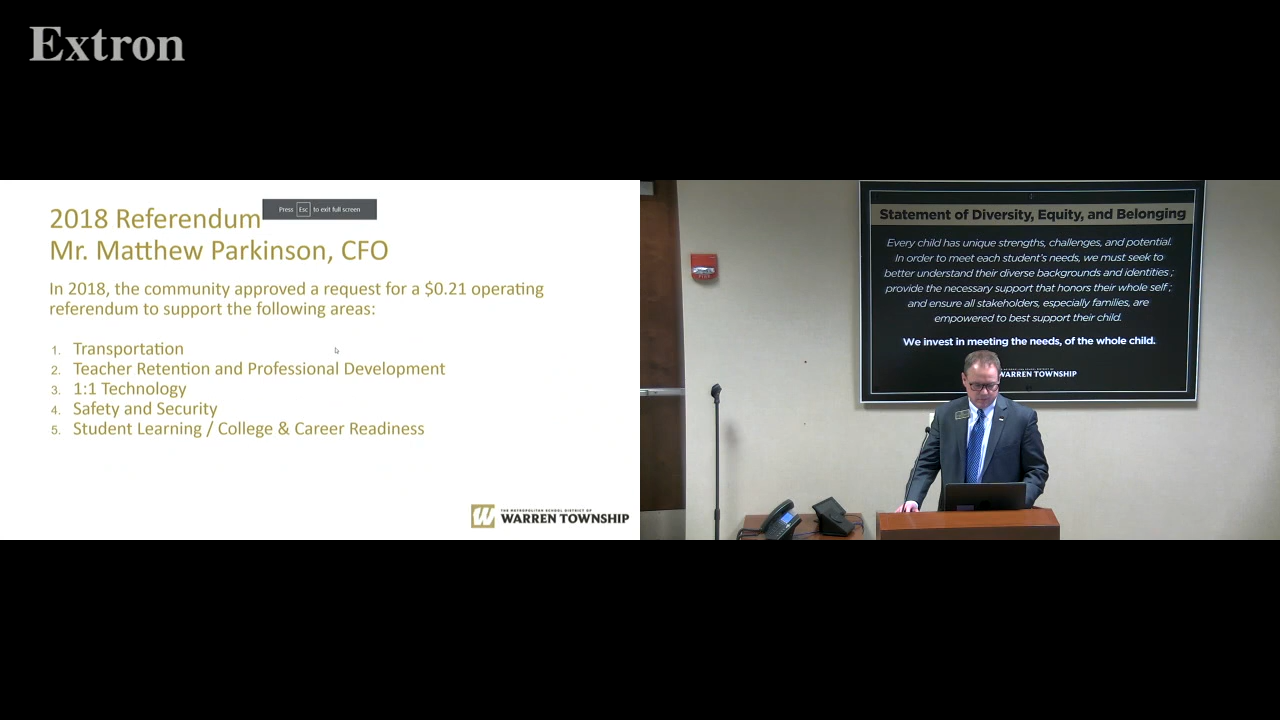 Extron
2018 Referendum
Press Esc to exit full screen
Mr. Matthew Parkinson, CFO
In 2018, the community approved a request for a $0.21 operating
referendum to support the following areas:
1. Transportation
2. Teacher Retention and Professional Development
3. 1:1 Technology
4. Safety and Security
5. Student Learning / College & Career Readiness
THE METROPOLITAN SCHOOL DISTRICT OF
WARREN TOWNSHIP
Statement of Diversity, Equity, and Belonging
Every child has unique strengths, challenges, and potential.
In order to meet each student's needs, we must seek to
better understand their diverse backgrounds and identities ;
provide the necessary support that honors their whole self ;
and ensure all stakeholders, especially families, are
empowered to best support their child.
We invest in meeting the needs, of the whole child.
WARREN TOWNSHIP